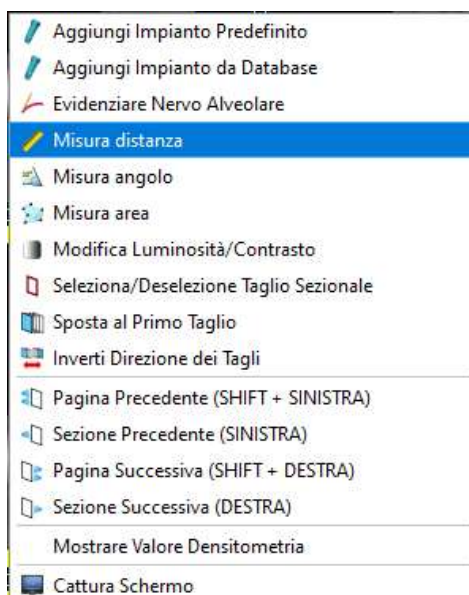 Aggiungi Impianto Predefinito
Aggiungi Impianto da Database
Evidenziare Nervo Alveolare
Misura distanza
Misura angolo
Misura area
Modifica Luminosità/Contrasto
Seleziona/Deselezione Taglio Sezionale
Sposta al Primo Taglio
Inverti Direzione dei Tagli
Pagina Precedente (SHIFT + SINISTRA)
Sezione Precedente (SINISTRA)
Pagina Successiva (SHIFT + DESTRA)
Sezione Successiva (DESTRA)
Mostrare Valore Densitometria
Cattura Schermo